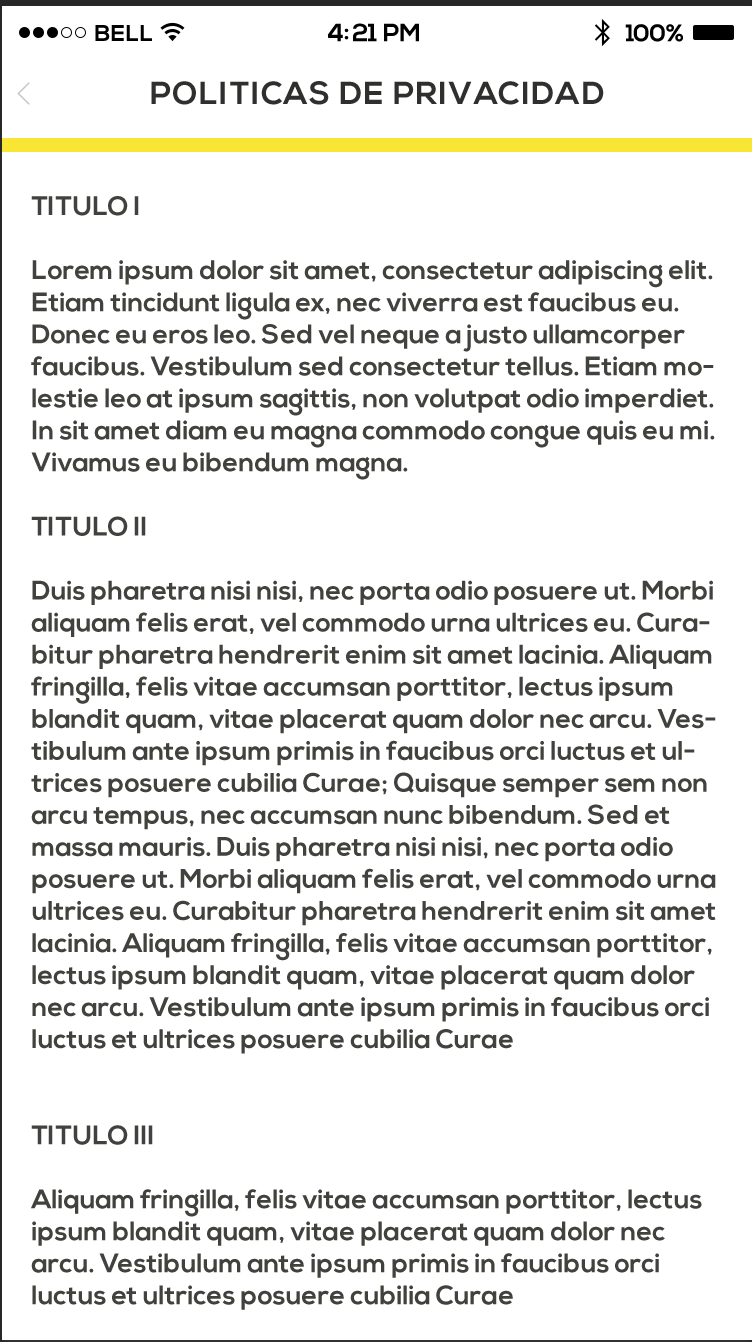 BELL 4:21 PM 100%
POLITICAS DE PRIVACIDAD
TITULO I
Lorem ipsum dolor sit amet, consectetur adipiscing elit.
Etiam tincidunt ligula ex, nec viverra est faucibus eu.
Donec eu eros leo. Sed vel neque a justo ullamcorper
faucibus. Vestibulum sed consectetur tellus. Etiam mo-
lestie leo at ipsum sagittis, non volutpat odio imperdiet.
In sit amet diam eu magna commodo congue quis eu mi.
Vivamus eu bibendum magna.
TITULO II
Duis pharetra nisi nisi, nec porta odio posuere ut. Morbi
aliquam felis erat, vel commodo urna ultrices eu. Cura-
bitur pharetra hendrerit enim sit amet lacinia. Aliquam
fringilla, felis vitae accumsan porttitor, lectus ipsum
blandit quam, vitae placerat quam dolor nec arcu. Ves-
tibulum ante ipsum primis in faucibus orci luctus et ul-
trices posuere cubilia Curae; Quisque semper sem non
arcu tempus, nec accumsan nunc bibendum. Sed et
massa mauris. Duis pharetra nisi nisi, nec porta odio
posuere ut. Morbi aliquam felis erat, vel commodo urna
ultrices eu. Curabitur pharetra hendrerit enim sit amet
lacinia. Aliquam fringilla, felis vitae accumsan porttitor,
lectus ipsum blandit quam, vitae placerat quam dolor
nec arcu. Vestibulum ante ipsum primis in faucibus orci
luctus et ultrices posuere cubilia Curae
TITULO III
Aliquam fringilla, felis vitae accumsan porttitor, lectus
ipsum blandit quam, vitae placerat quam dolor nec
arcu. Vestibulum ante ipsum primis in faucibus orci
luctus et ultrices posuere cubilia Curae